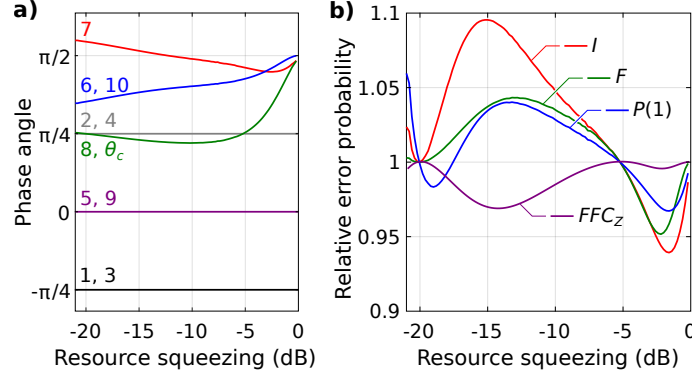 a)
7
6, 10
2, 4
8, θc
5, 9
1, 3
π/2
π/4
0
-π/4
Phase angle
-20 -15 -10 -5 0
Resource squeezing (dB)
b)
1.1
1.05
1
0.95
0.9
Relative error probability
I
F
P(1)
FFCZ
-20 -15 -10 -5 0
Resource squeezing (dB)